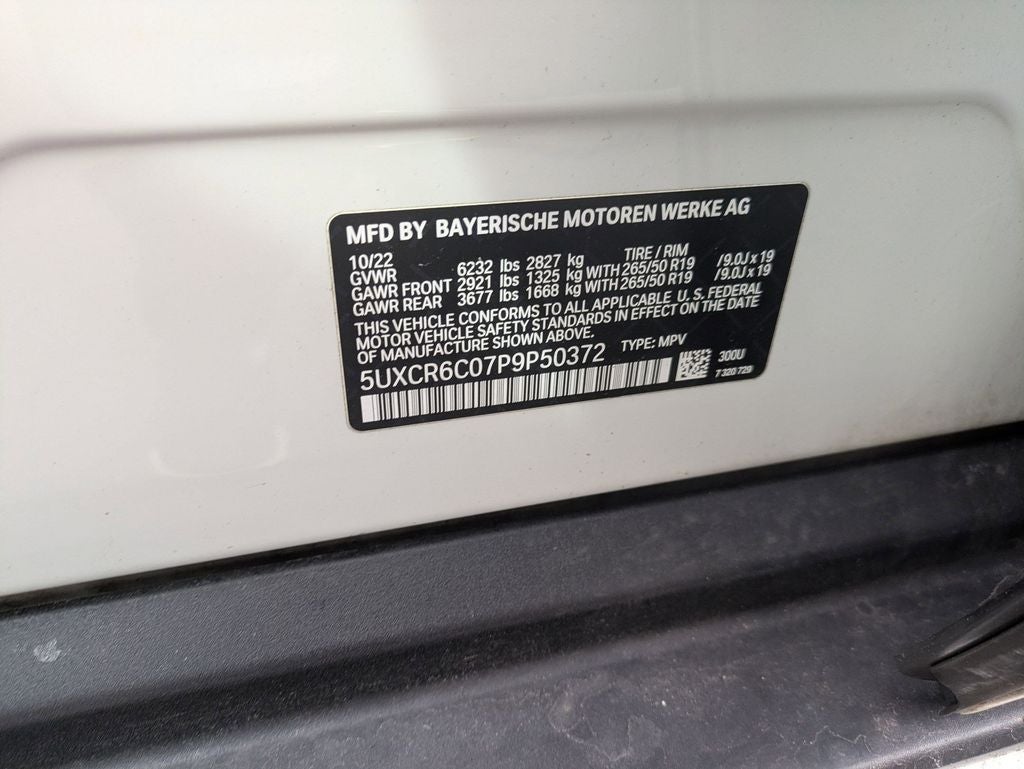 MFD BY BAYERISCHE MOTOREN WERKE AG
10/22 TIRE / RIM
GVWR 6232 lbs 2827 kg
GAWR FRONT 2921 lbs 1325 kg WITH 265/50 R19 /9.0J x 19
GAWR REAR 3677 lbs 1668 kg WITH 265/50 R19 /9.0J x 19
THIS VEHICLE CONFORMS TO ALL APPLICABLE U. S. FEDERAL
MOTOR VEHICLE SAFETY STANDARDS IN EFFECT ON THE DATE
OF MANUFACTURE SHOWN ABOVE.
5UXCR6C07P9P50372 TYPE: MPV
300U
7 320 729